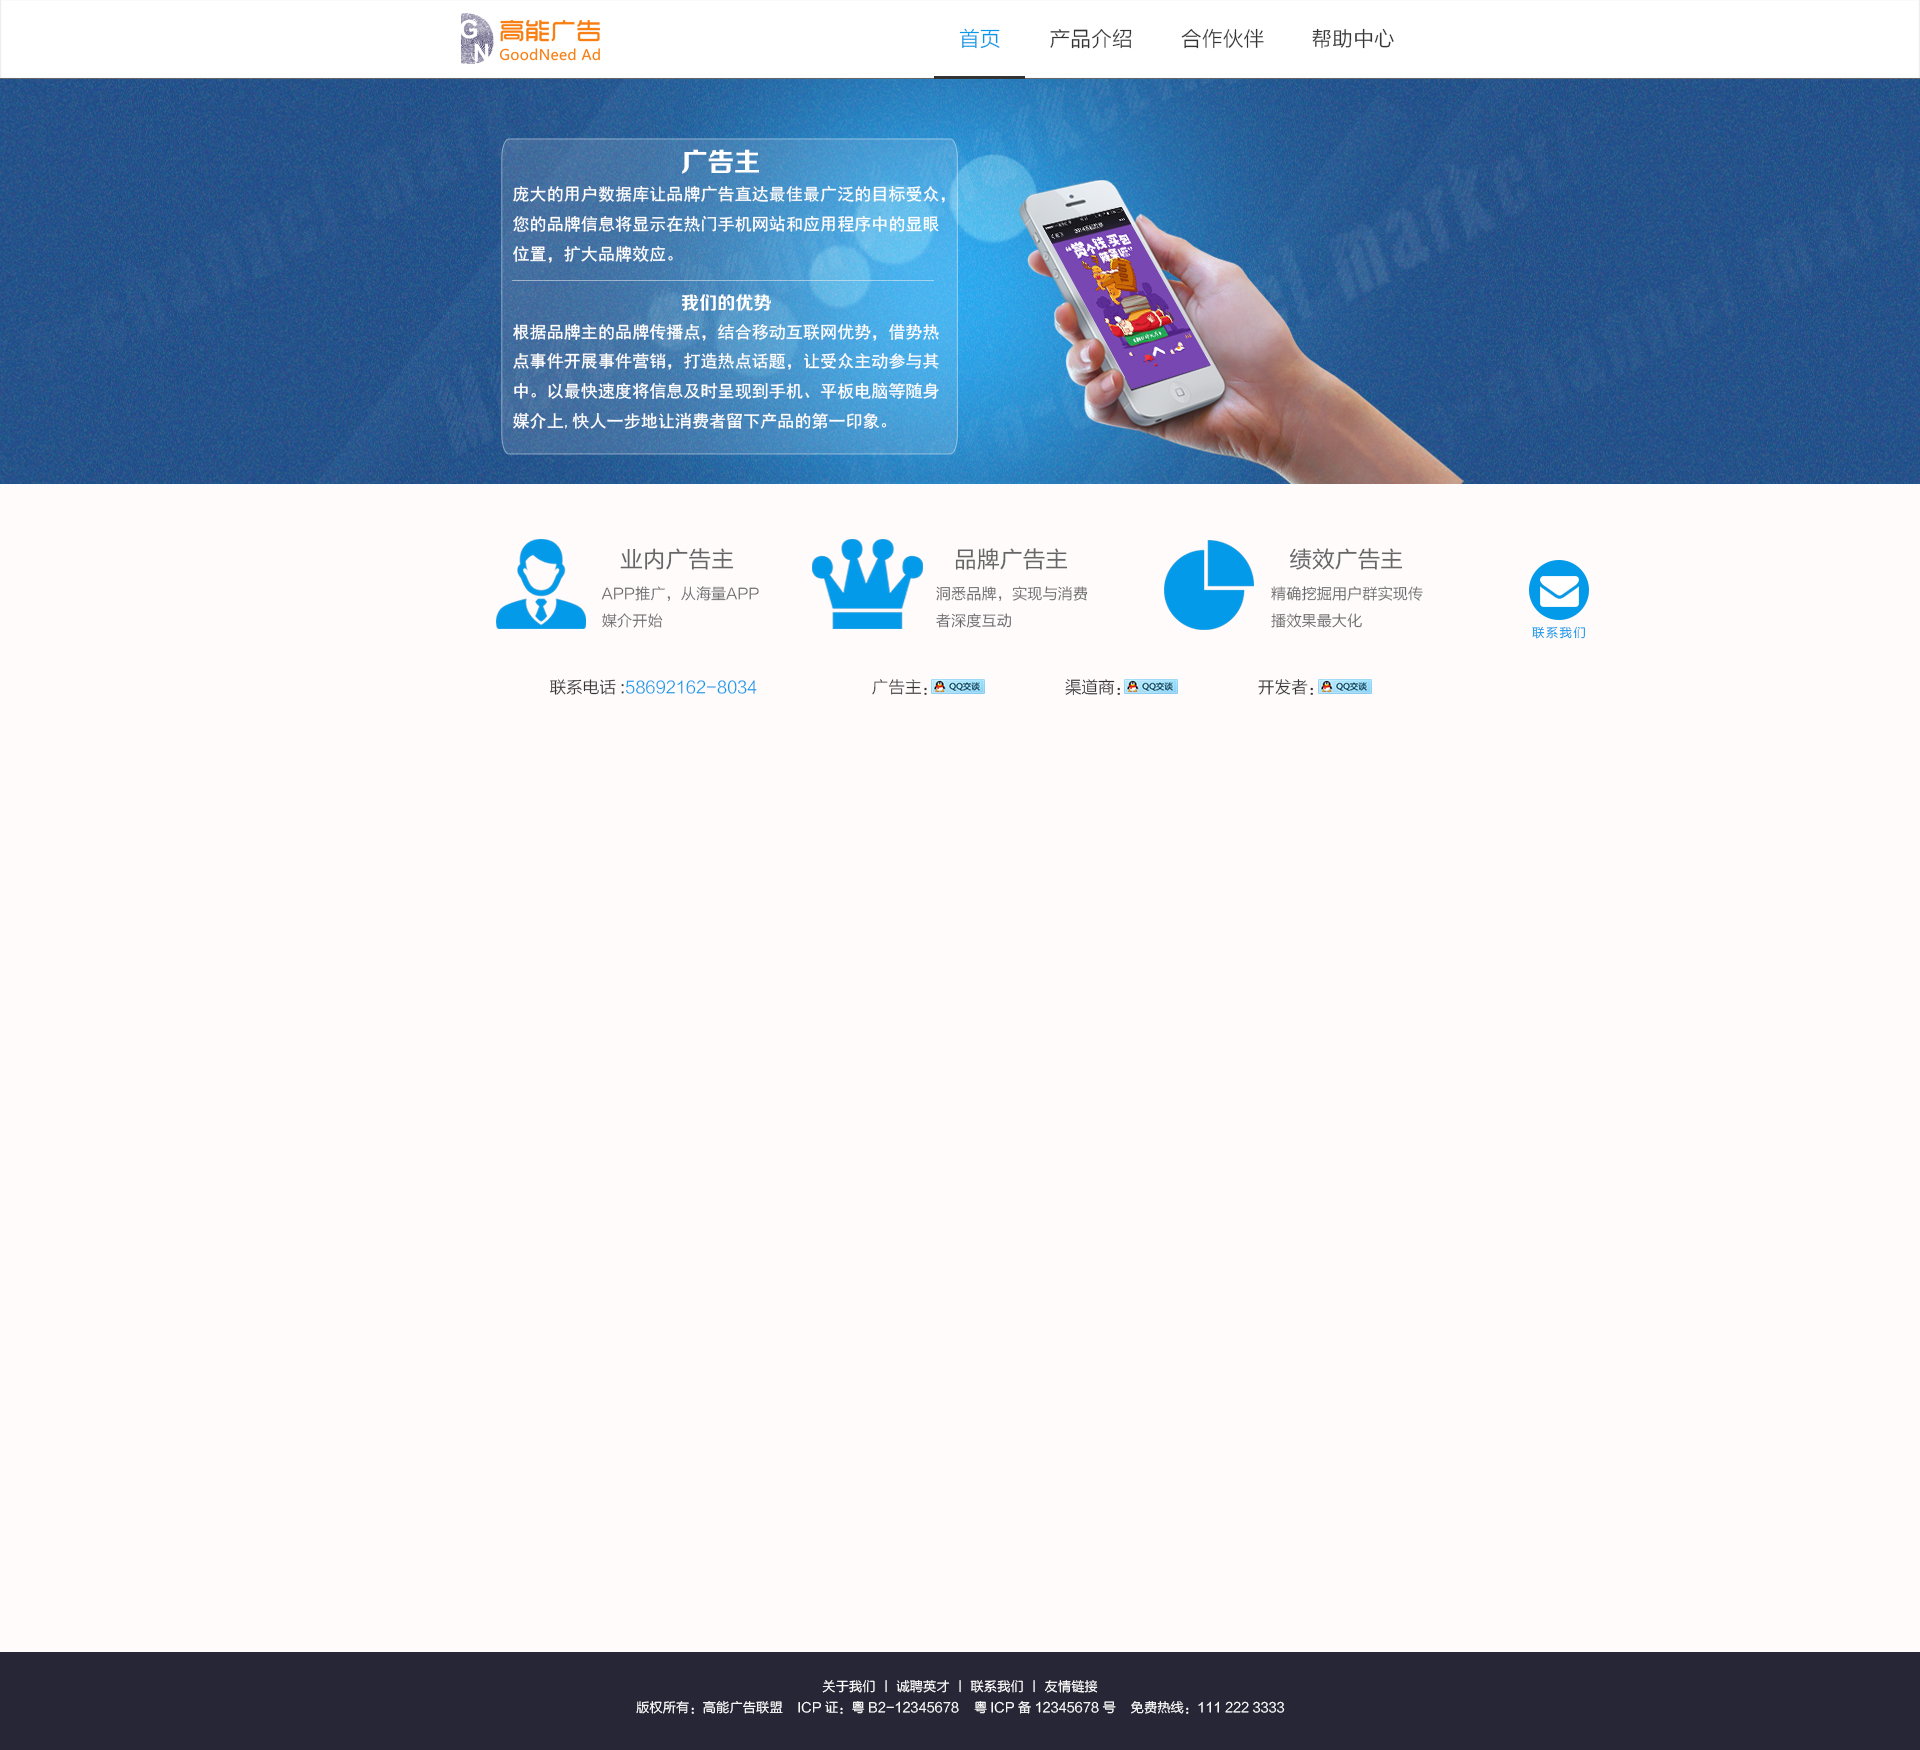 GN 高能广告
GoodNeed Ad
首页 产品介绍 合作伙伴 帮助中心
广告主
庞大的用户数据库让品牌广告直达最佳最广泛的目标受众，
您的品牌信息将显示在热门手机网站和应用程序中的显眼
位置，扩大品牌效应。
我们的优势
根据品牌主的品牌传播点，结合移动互联网优势，借势热
点事件开展事件营销，打造热点话题，让受众主动参与其
中。以最快速度将信息及时呈现到手机、平板电脑等随身
媒介上,快人一步地让消费者留下产品的第一印象。
业内广告主
APP推广，从海量APP
媒介开始
品牌广告主
洞悉品牌，实现与消费
者深度互动
绩效广告主
精确挖掘用户群实现传
播效果最大化
联系我们
联系电话 :58692162-8034
广告主: QQ交谈
渠道商: QQ交谈
开发者: QQ交谈
关于我们 | 诚聘英才 | 联系我们 | 友情链接
版权所有：高能广告联盟 ICP 证：粤 B2-12345678 粤 ICP 备 12345678 号 免费热线：111 222 3333